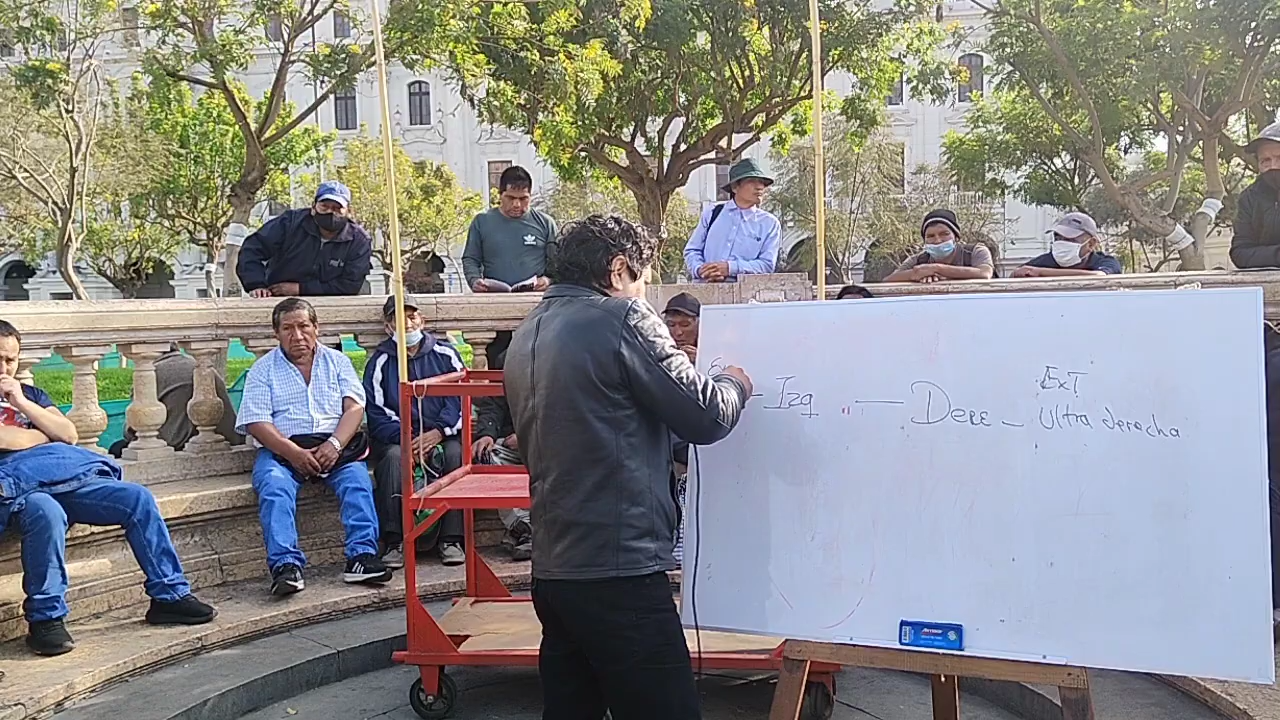 ExT
Izq — Dere — Ultra derecha